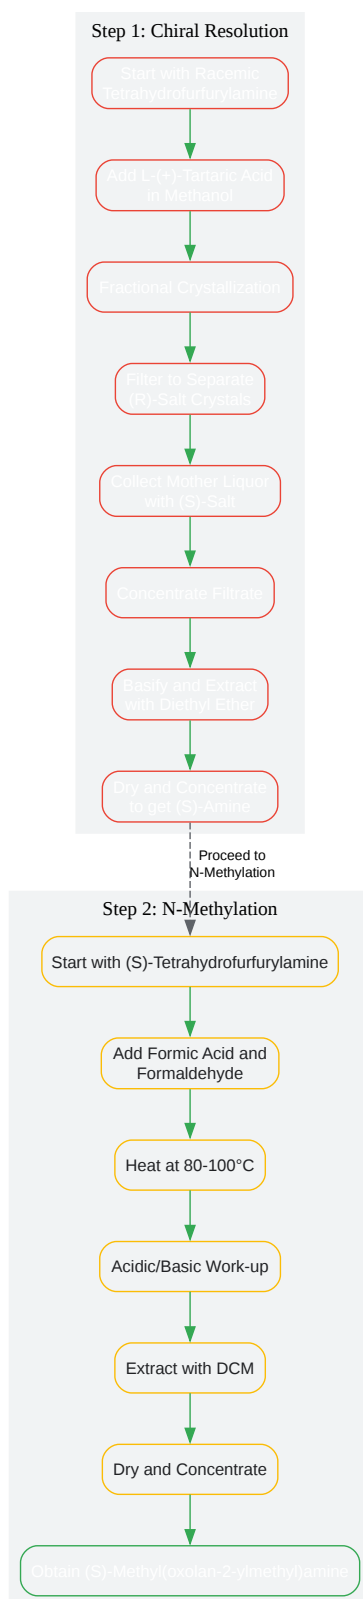 Step 1: Chiral Resolution
Start with Racemic
Tetrahydrofurfurylamine
Add L-(+)-Tartaric Acid
in Methanol
Fractional Crystallization
Filter to Separate
(R)-Salt Crystals
Collect Mother Liquor
with (S)-Salt
Concentrate Filtrate
Basify and Extract
with Diethyl Ether
Dry and Concentrate
to get (S)-Amine
Proceed to
N-Methylation
Step 2: N-Methylation
Start with (S)-Tetrahydrofurfurylamine
Add Formic Acid and
Formaldehyde
Heat at 80-100°C
Acidic/Basic Work-up
Extract with DCM
Dry and Concentrate
Obtain (S)-Methyl(oxolan-2-ylmethyl)amine